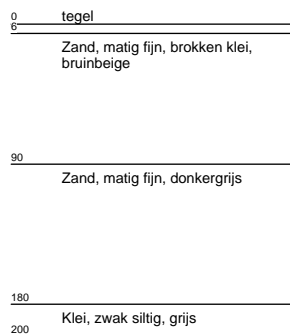 0 tegel
6
Zand, matig fijn, brokken klei,
bruinbeige
90
Zand, matig fijn, donkergrijs
180
Klei, zwak siltig, grijs
200